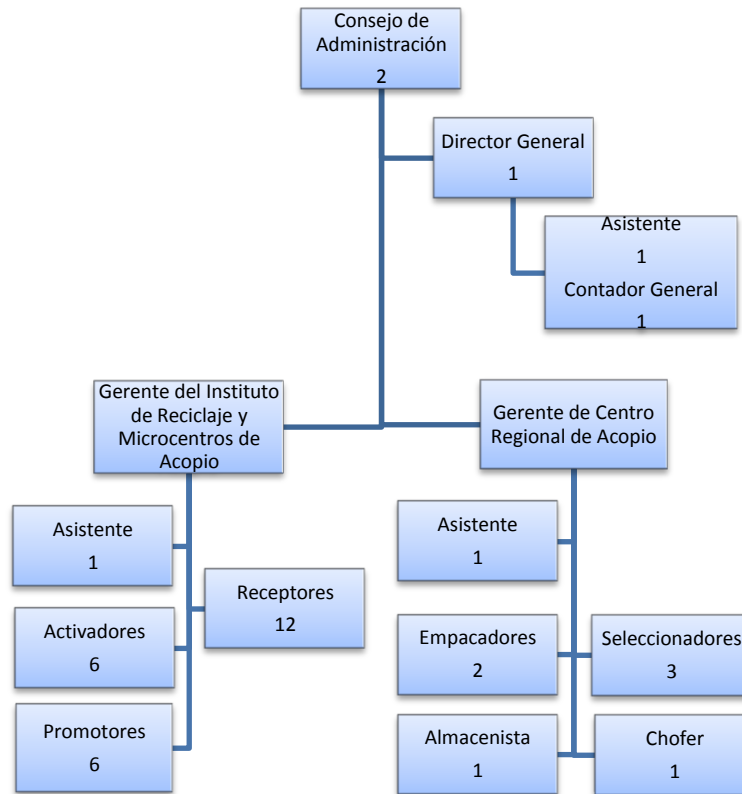 Consejo de
Administración
2
Director General
1
Asistente
1
Contador General
1
Gerente del Instituto
de Reciclaje y
Microcentros de
Acopio
Gerente de Centro
Regional de Acopio
Asistente
1
Receptores
12
Activadores
6
Promotores
6
Asistente
1
Empacadores
2
Seleccionadores
3
Almacenista
1
Chofer
1